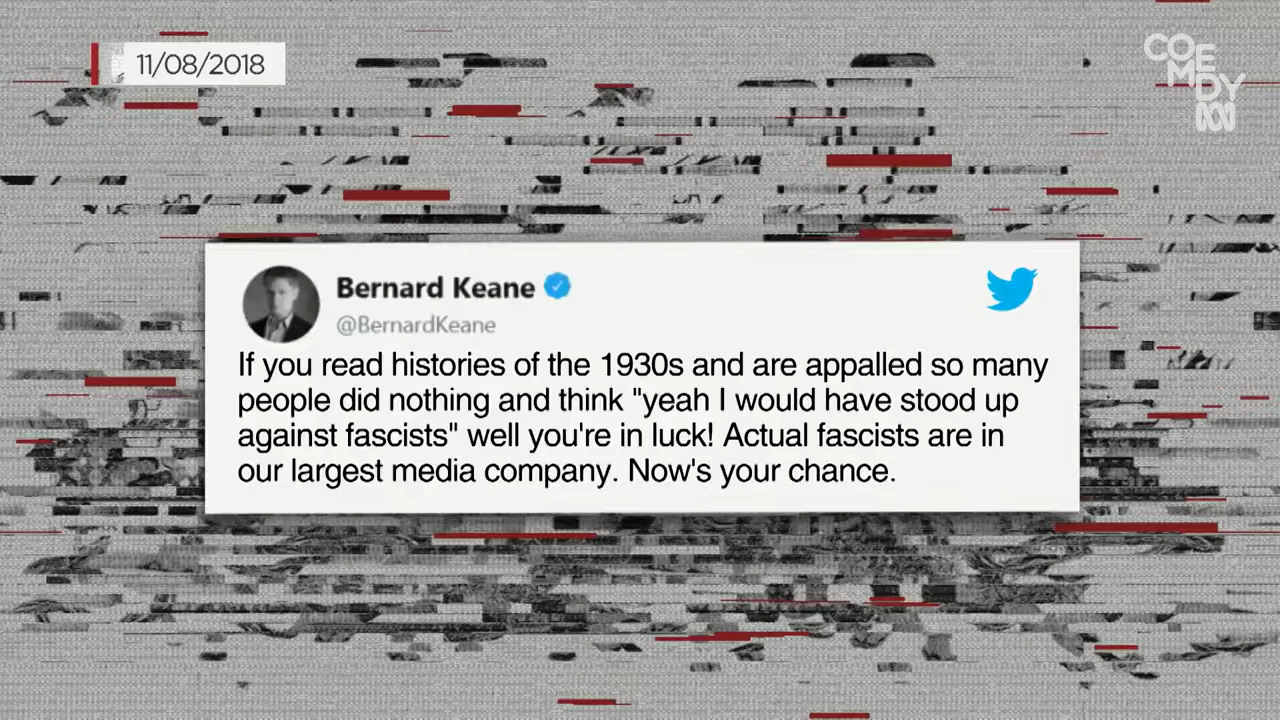 11/08/2018
COMEDY
Bernard Keane
@BernardKeane
If you read histories of the 1930s and are appalled so many
people did nothing and think "yeah I would have stood up
against fascists" well you're in luck! Actual fascists are in
our largest media company. Now's your chance.